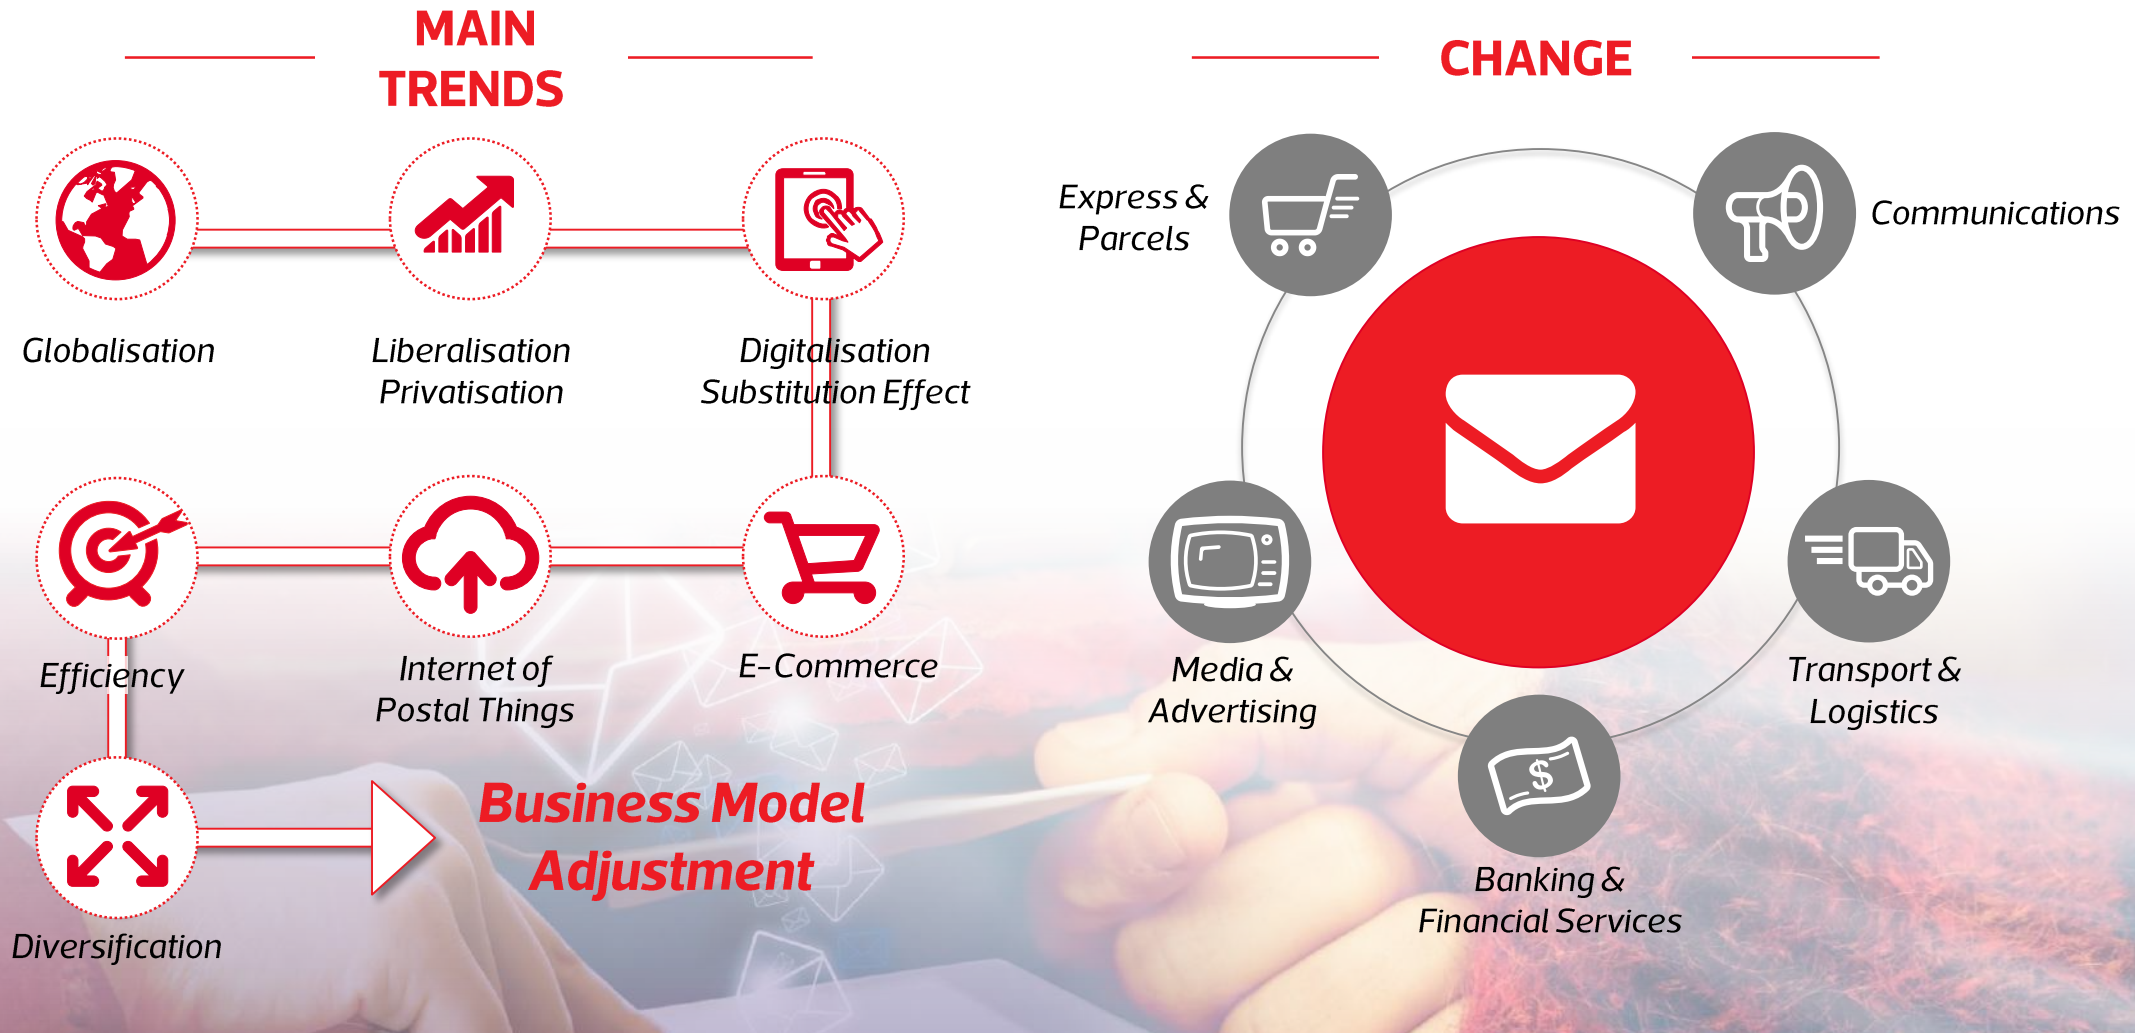 MAIN
TRENDS
Globalisation
Liberalisation
Privatisation
Digitalisation
Substitution Effect
Efficiency
Internet of
Postal Things
E-Commerce
Diversification
Business Model
Adjustment
CHANGE
Express &
Parcels
Communications
Media &
Advertising
Transport &
Logistics
$
Banking &
Financial Services